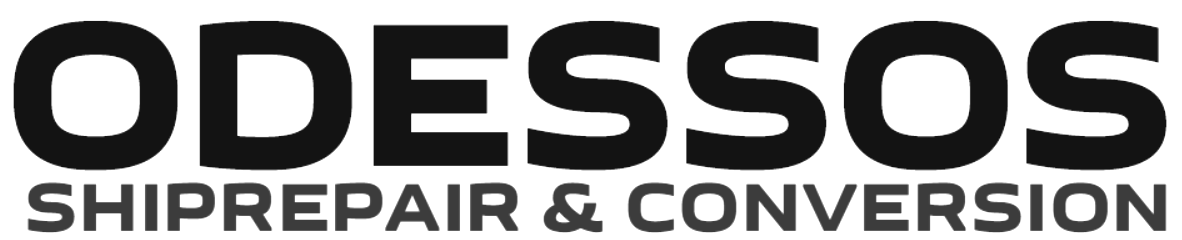 ODESSOS
SHIPREPAIR & CONVERSION